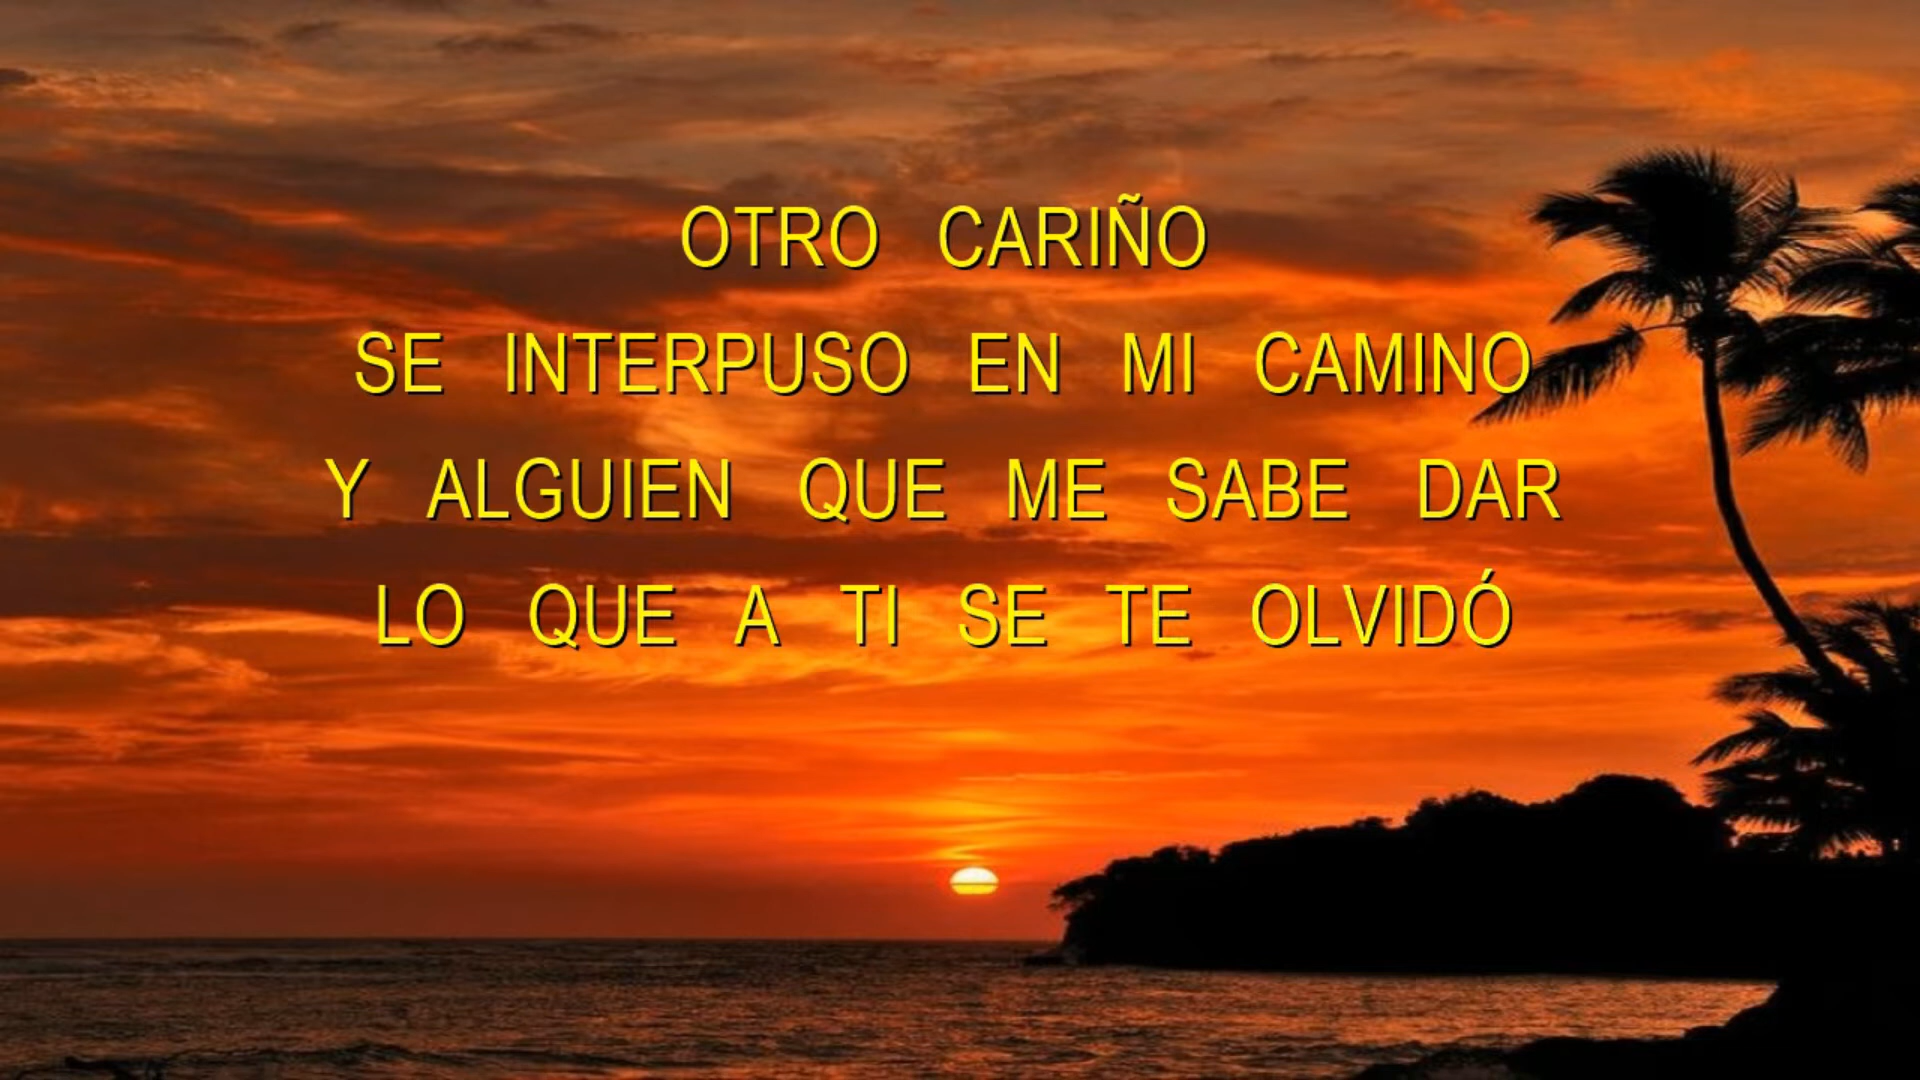 OTRO CARIÑO
SE INTERPUSO EN MI CAMINO
Y ALGUIEN QUE ME SABE DAR
LO QUE A TI SE TE OLVIDÓ